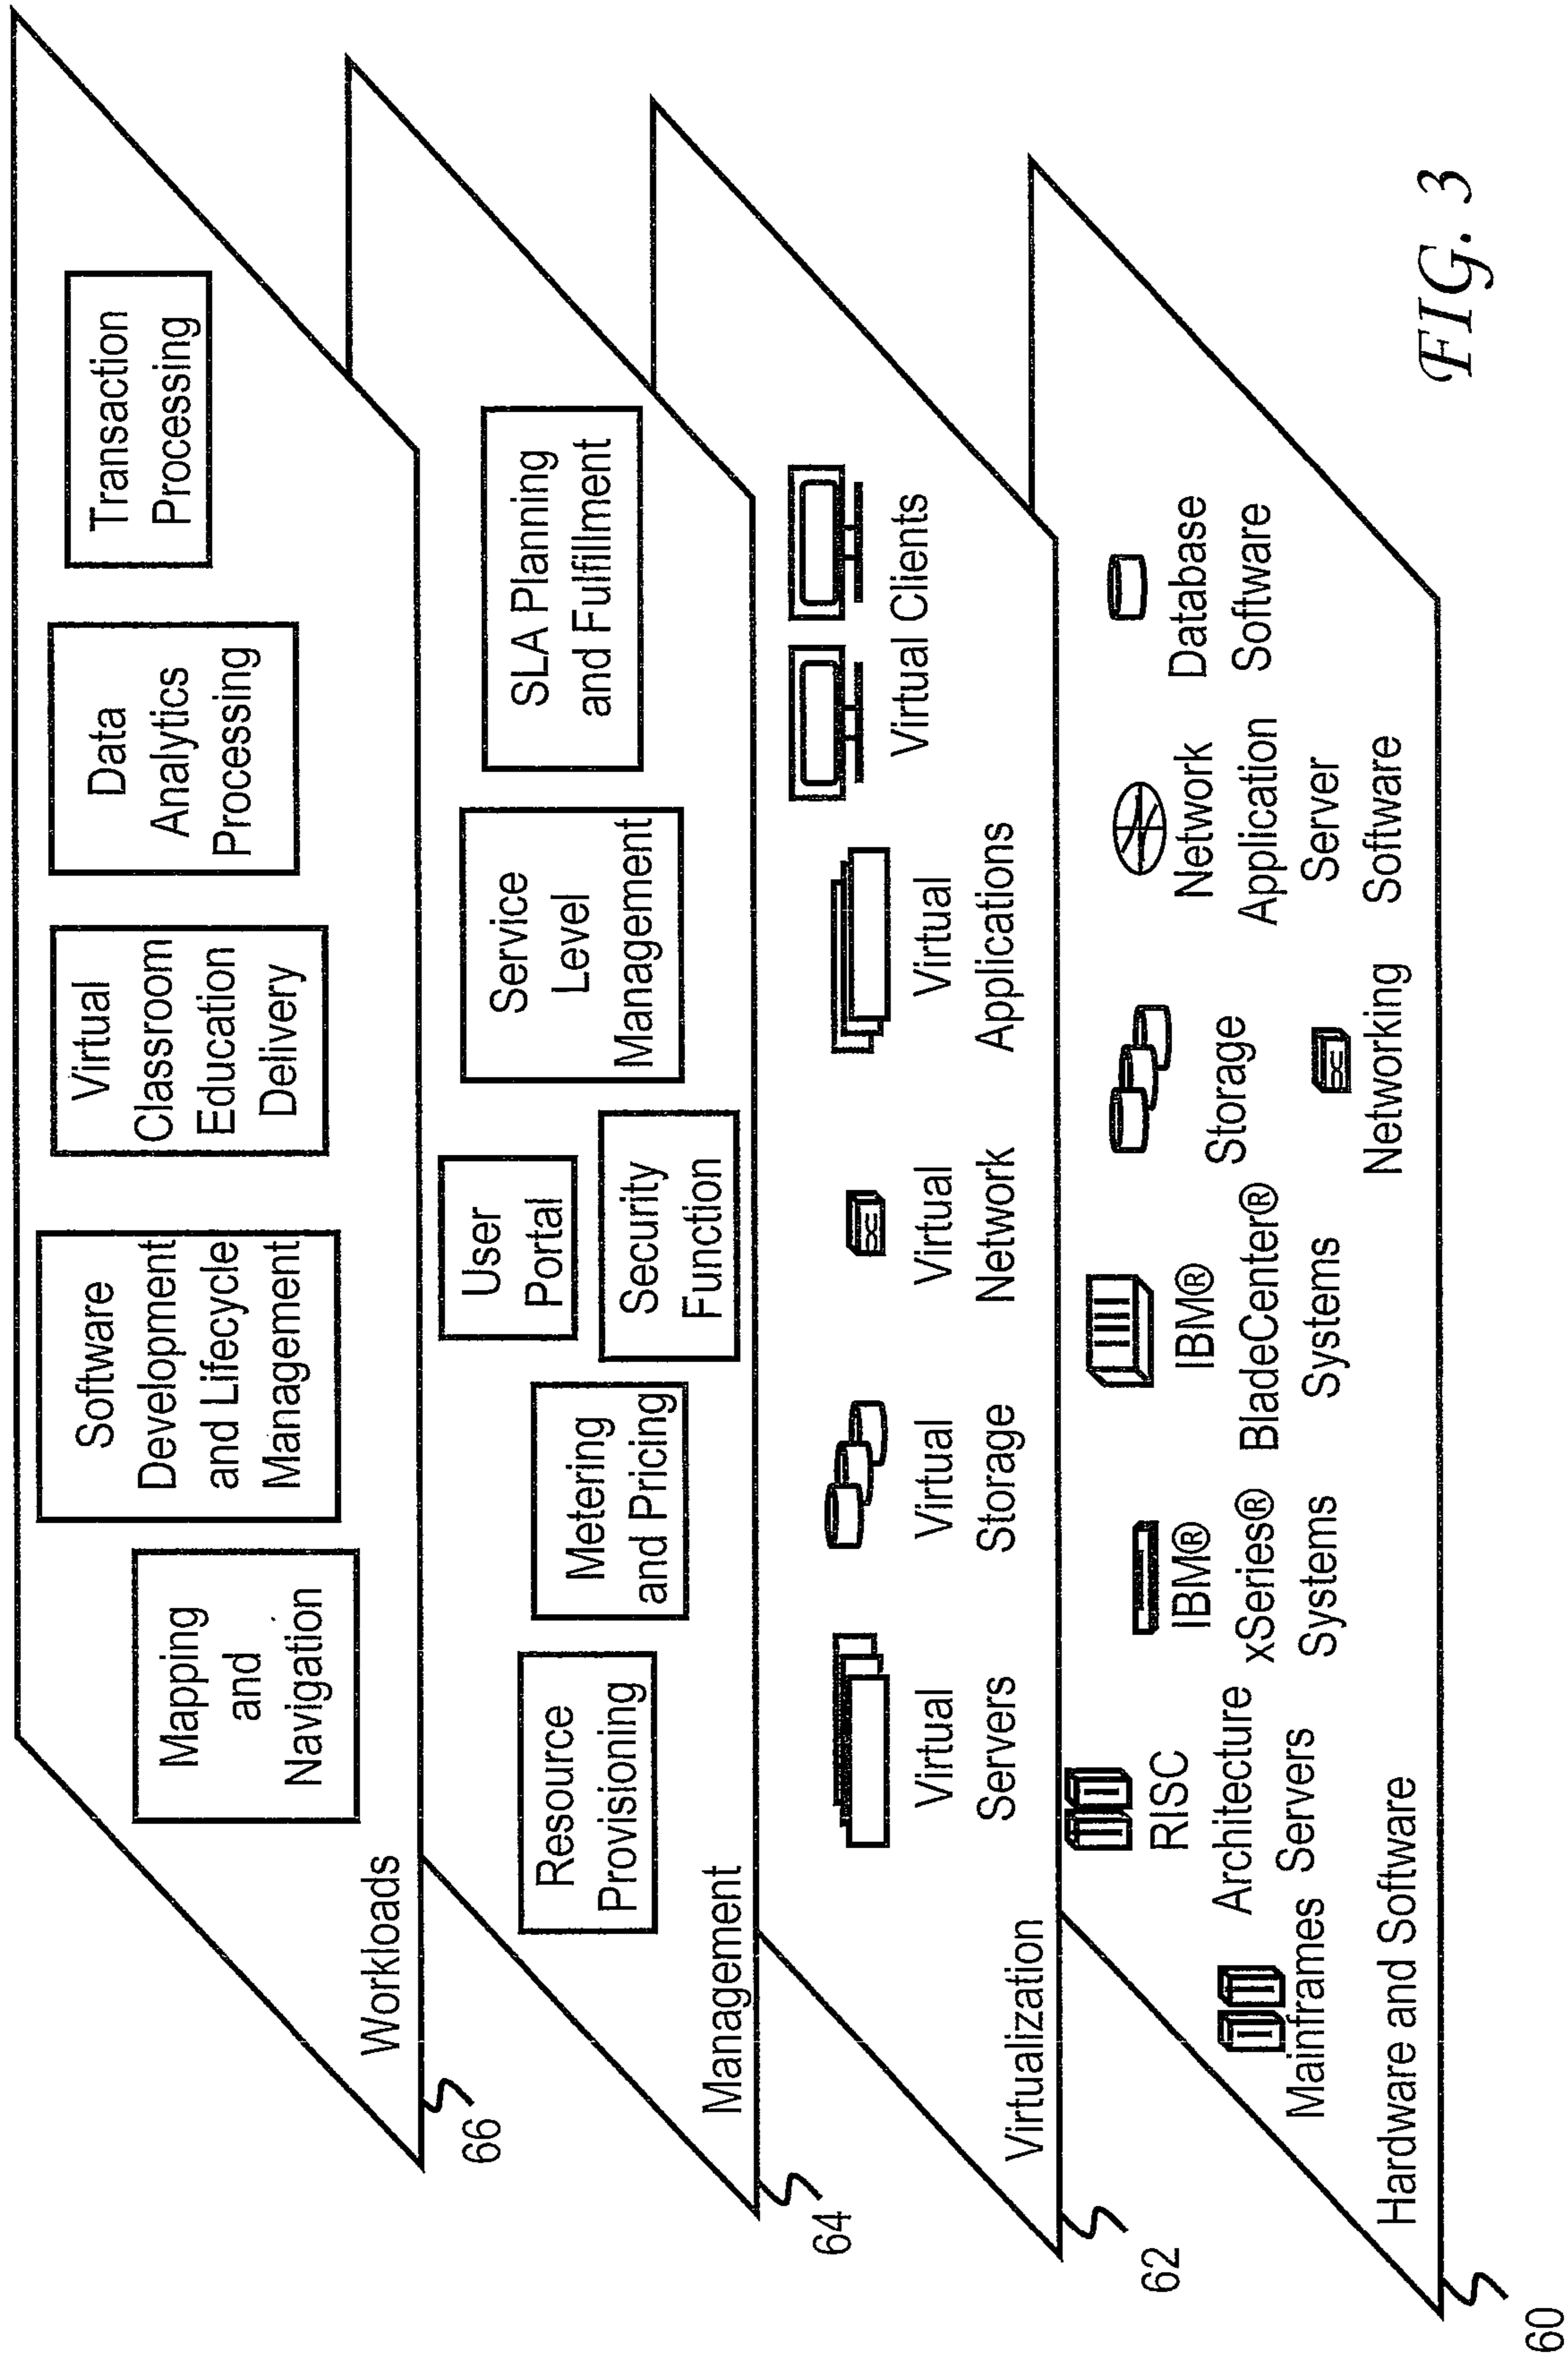 Mapping
and
Navigation
Software
Development
and Lifecycle
Management
Virtual
Classroom
Education
Delivery
Data
Analytics
Processing
Transaction
Processing
Workloads
66
Resource
Provisioning
Metering
and Pricing
User
Portal
Security
Function
Service
Level
Management
SLA Planning
and Fulfillment
Management
64
Virtual
Servers
Virtual
Storage
Virtual
Network
Virtual
Applications
Virtual Clients
Virtualization
62
Mainframes
RISC
Architecture
Servers
IBM®
xSeries®
Systems
IBM®
BladeCenter®
Systems
Storage
Networking
Network
Application
Server
Software
Database
Software
Hardware and Software
60
FIG. 3